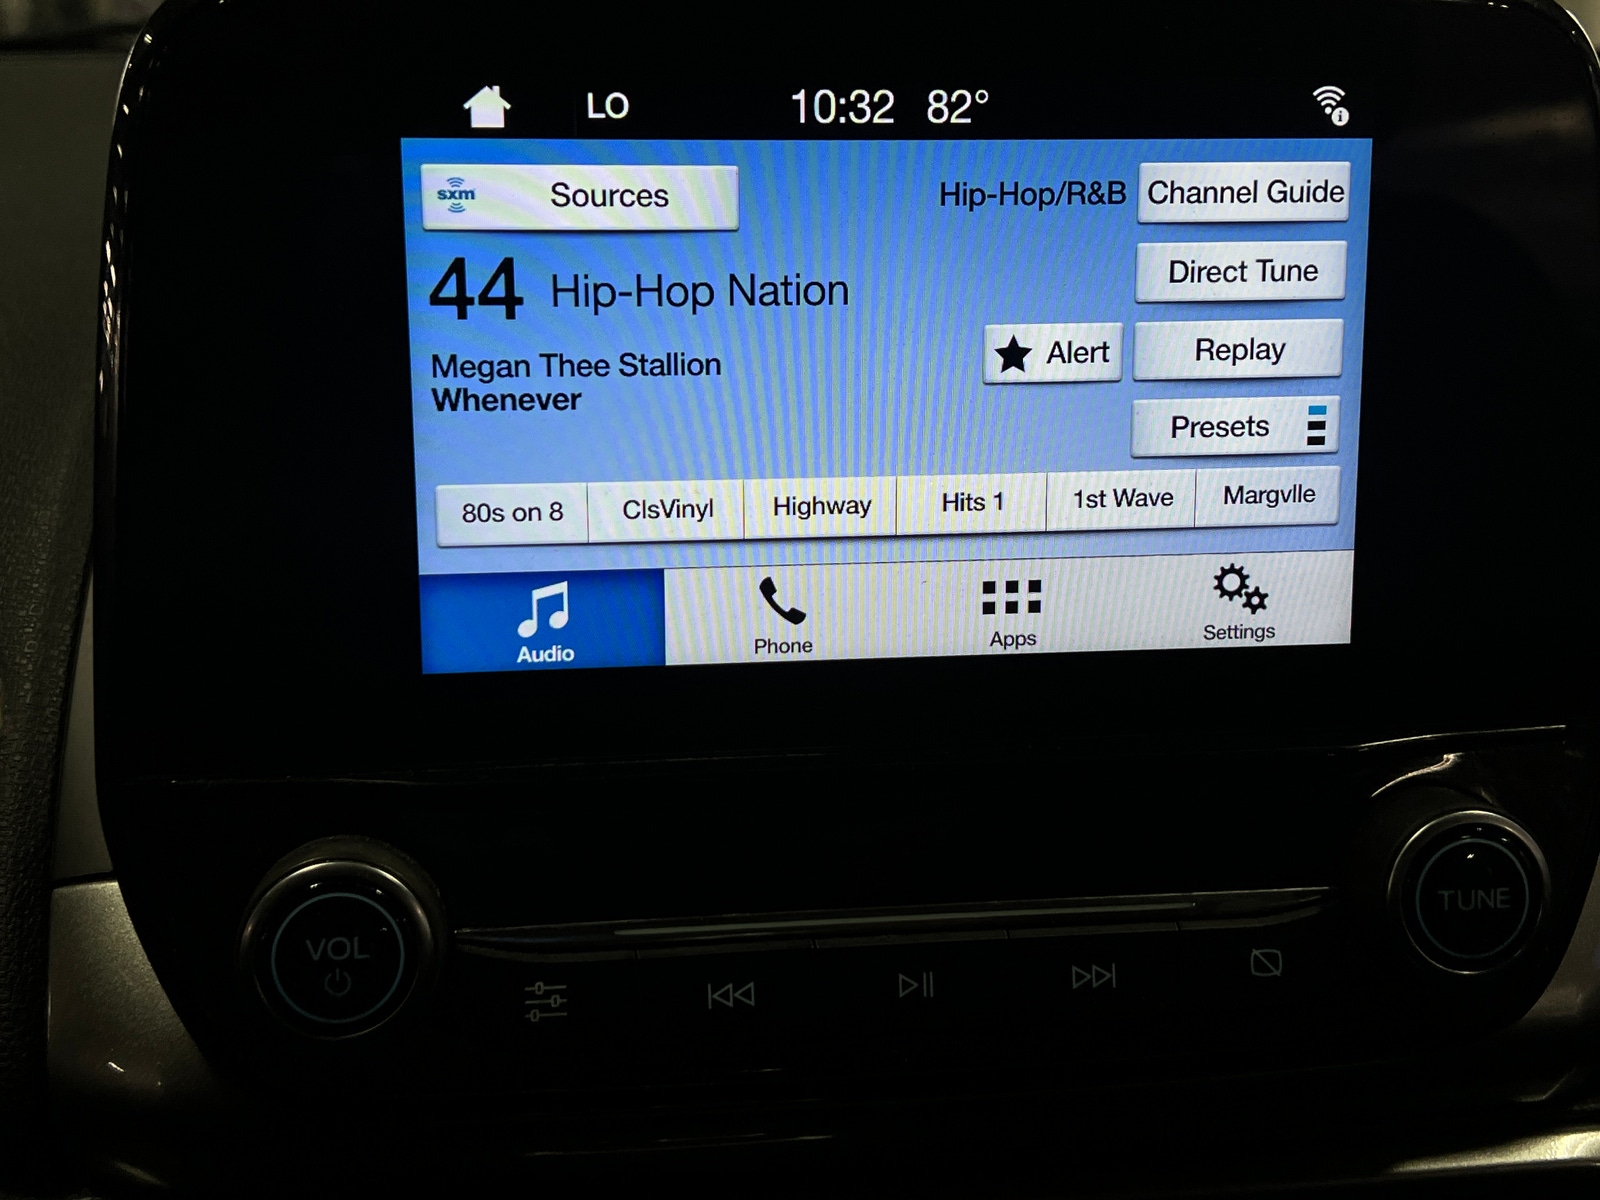 LO 10:32 82°
sxm Sources Hip-Hop/R&B Channel Guide
44 Hip-Hop Nation Direct Tune
Megan Thee Stallion Alert Replay
Whenever
Presets
80s on 8 ClsVinyl Highway Hits 1 1st Wave Margvlle
Audio Phone Apps Settings
VOL TUNE